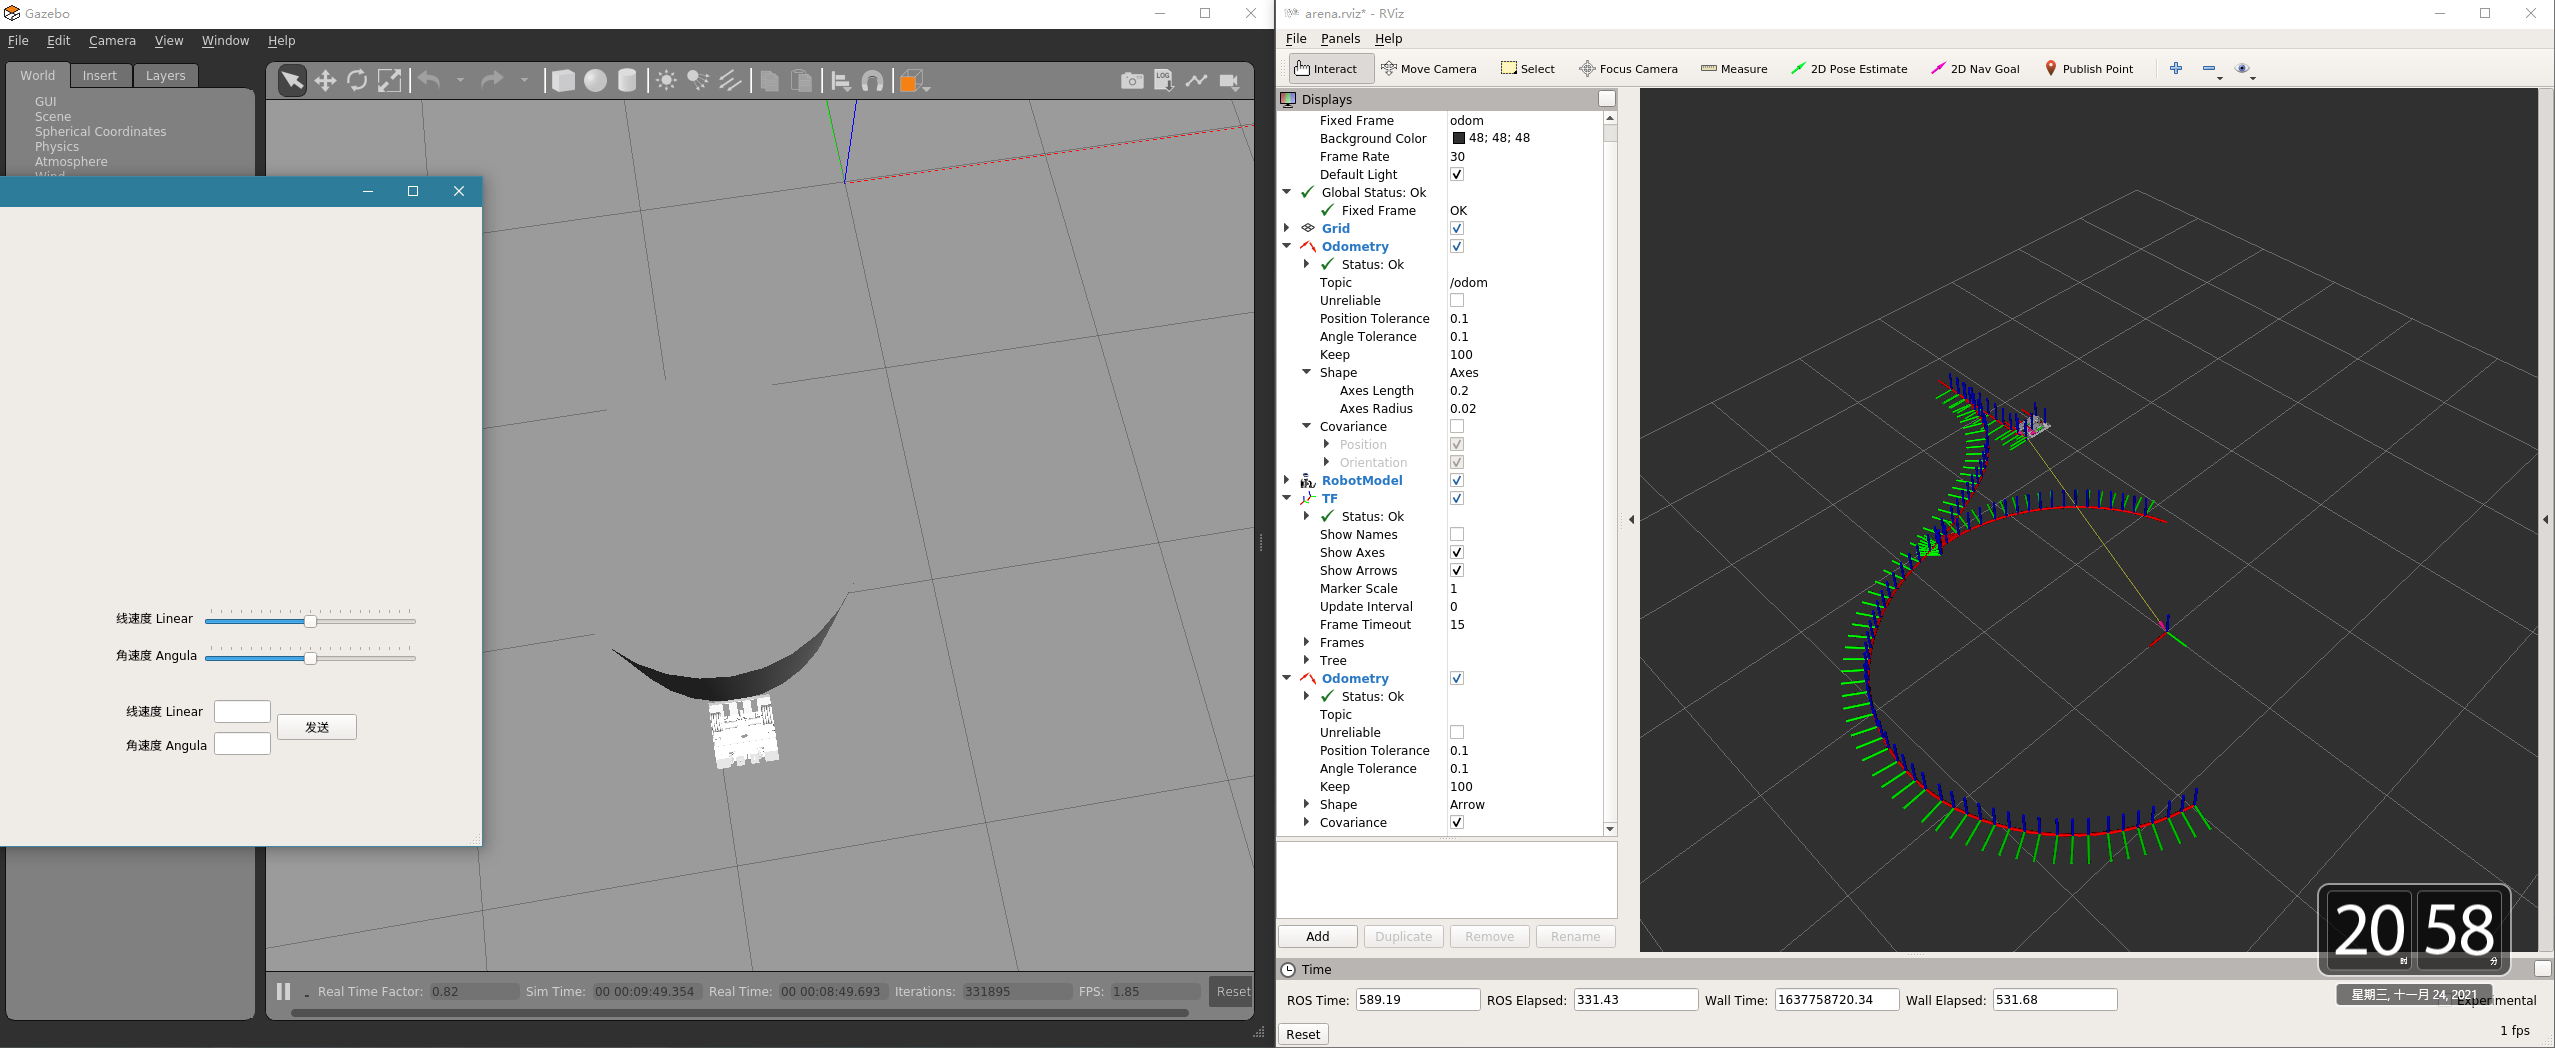 Gazebo
File Edit Camera View Window Help
World Insert Layers
GUI
Scene
Spherical Coordinates
Physics
Atmosphere
Wind
LOG
线速度 Linear
角速度 Angula
线速度 Linear
发送
角速度 Angula
Real Time Factor: 0.82 Sim Time: 00 00:09:49.354 Real Time: 00 00:08:49.693 Iterations: 331895 FPS: 1.85 Reset
arena.rviz* - RViz
File Panels Help
Interact Move Camera Select Focus Camera Measure 2D Pose Estimate 2D Nav Goal Publish Point
Displays
Fixed Frame odom
Background Color 48; 48; 48
Frame Rate 30
Default Light
Global Status: Ok
Fixed Frame OK
Grid
Odometry
Status: Ok
Topic /odom
Unreliable
Position Tolerance 0.1
Angle Tolerance 0.1
Keep 100
Shape Axes
Axes Length 0.2
Axes Radius 0.02
Covariance
Position
Orientation
RobotModel
TF
Status: Ok
Show Names
Show Axes
Show Arrows
Marker Scale 1
Update Interval 0
Frame Timeout 15
Frames
Tree
Odometry
Status: Ok
Topic
Unreliable
Position Tolerance 0.1
Angle Tolerance 0.1
Keep 100
Shape Arrow
Covariance
Add Duplicate Remove Rename
20 时 58 分
星期三, 十一月 24, 2021
Time
ROS Time: 589.19 ROS Elapsed: 331.43 Wall Time: 1637758720.34 Wall Elapsed: 531.68 Experimental
Reset
1 fps